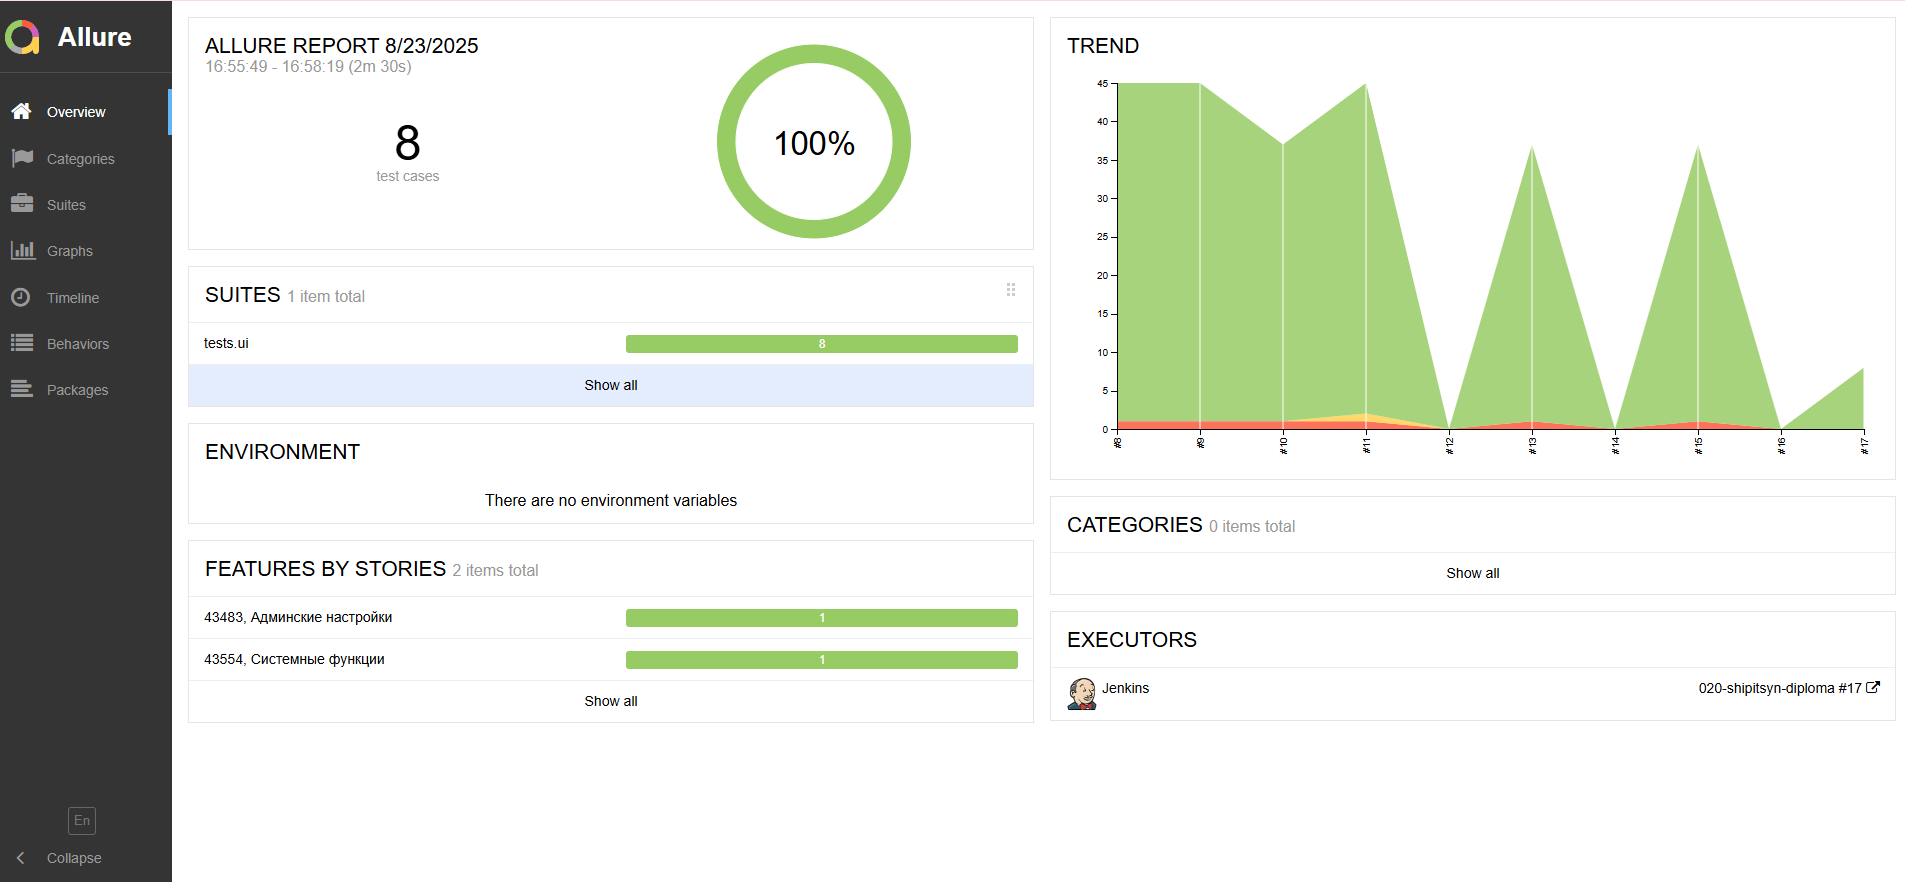 Allure
Overview
Categories
Suites
Graphs
Timeline
Behaviors
Packages
En
Collapse
ALLURE REPORT 8/23/2025
16:55:49 - 16:58:19 (2m 30s)
8
test cases
100%
SUITES 1 item total
tests.ui 8
Show all
ENVIRONMENT
There are no environment variables
FEATURES BY STORIES 2 items total
43483, Админские настройки 1
43554, Системные функции 1
Show all
TREND
45
40
35
30
25
20
15
10
5
0
#8 #9 #10 #11 #12 #13 #14 #15 #16 #17
CATEGORIES 0 items total
Show all
EXECUTORS
Jenkins 020-shipitsyn-diploma #17